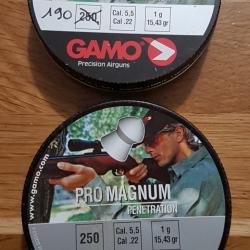 190 250 Cal. 5,5 1 g
Cal .22 15,43 gr
GAMO
Precision Airguns
www.gamo.com
PRO MAGNUM
PENETRATION
250 Cal. 5,5 1 g
Cal .22 15,43 gr